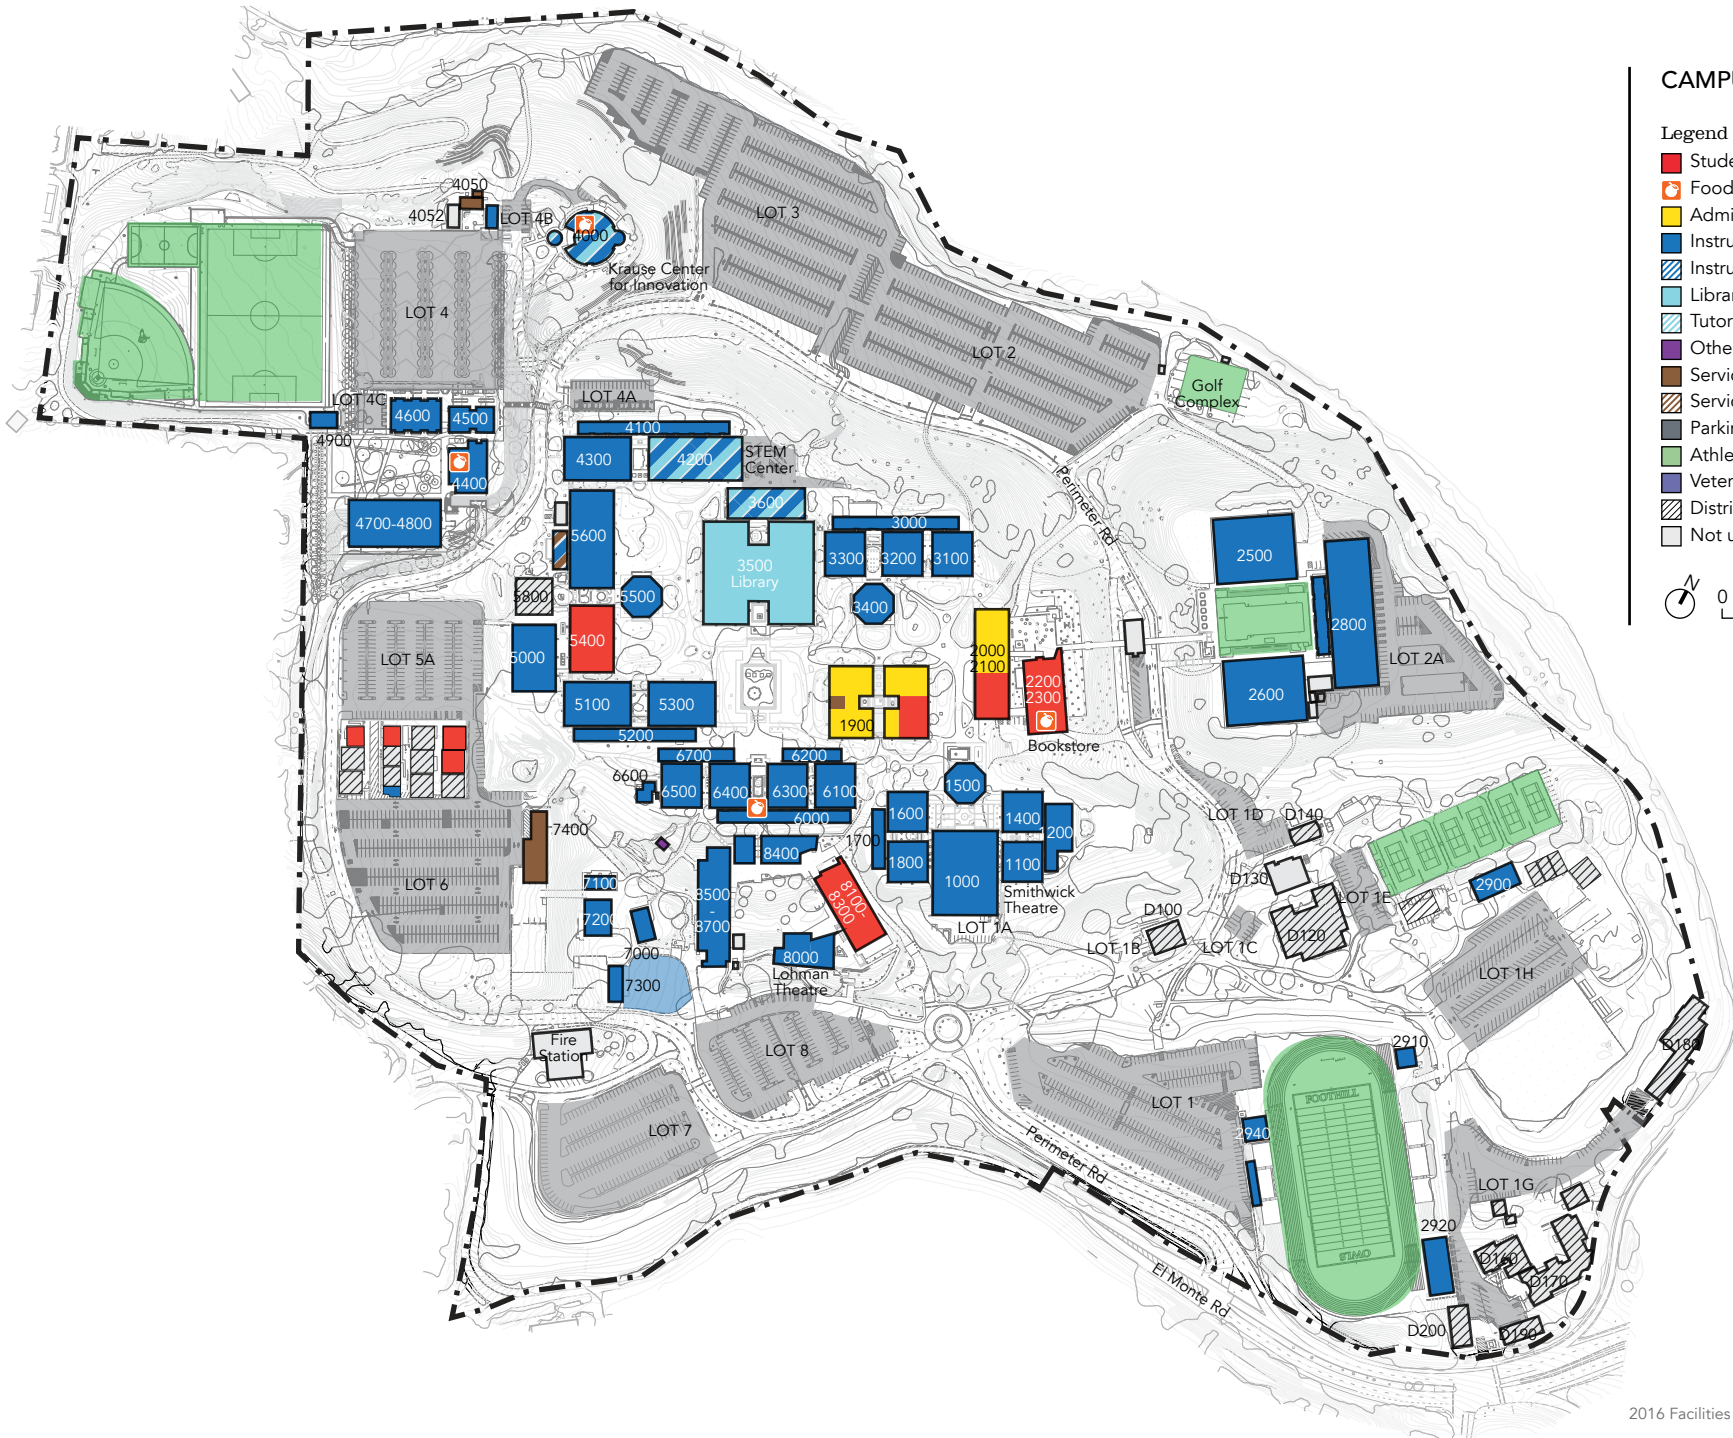 CAMPU
Legend
Stude
Food
Admi
Instru
Instru
Librar
Tutor
Othe
Servic
Servic
Parkin
Athle
Veter
Distri
Not u
N
0
4050
4052
LOT 4B
4000
Krause Center
for Innovation
LOT 3
LOT 4
LOT 2
Golf
Complex
LOT 4C
4600
4500
4900
4400
4700-4800
LOT 4A
4100
4300
4200
STEM
Center
3600
5600
3500
Library
3000
3300
3200
3100
3400
5800
5500
5400
5000
LOT 5A
5100
5300
5200
1900
2000
2100
2200
2300
Bookstore
Perimeter Rd
2500
2800
2600
LOT 2A
6700
6200
6600
6500
6400
6300
6100
6000
1500
1600
1400
1200
1700
1800
1100
1000
Smithwick
Theatre
LOT 1A
7400
LOT 6
7100
7200
7000
7300
8400
8500
-
8700
8100-
8300
8000
Lohman
Theatre
LOT 1D
D140
D130
D120
LOT 1E
2900
D100
LOT 1B
LOT 1C
LOT 1H
D180
Fire
Station
LOT 8
LOT 7
LOT 1
Perimeter Rd
El Monte Rd
2910
2940
FOOTHILL
OWLS
2920
LOT 1G
D160
D170
D200
D190
2016 Facilities